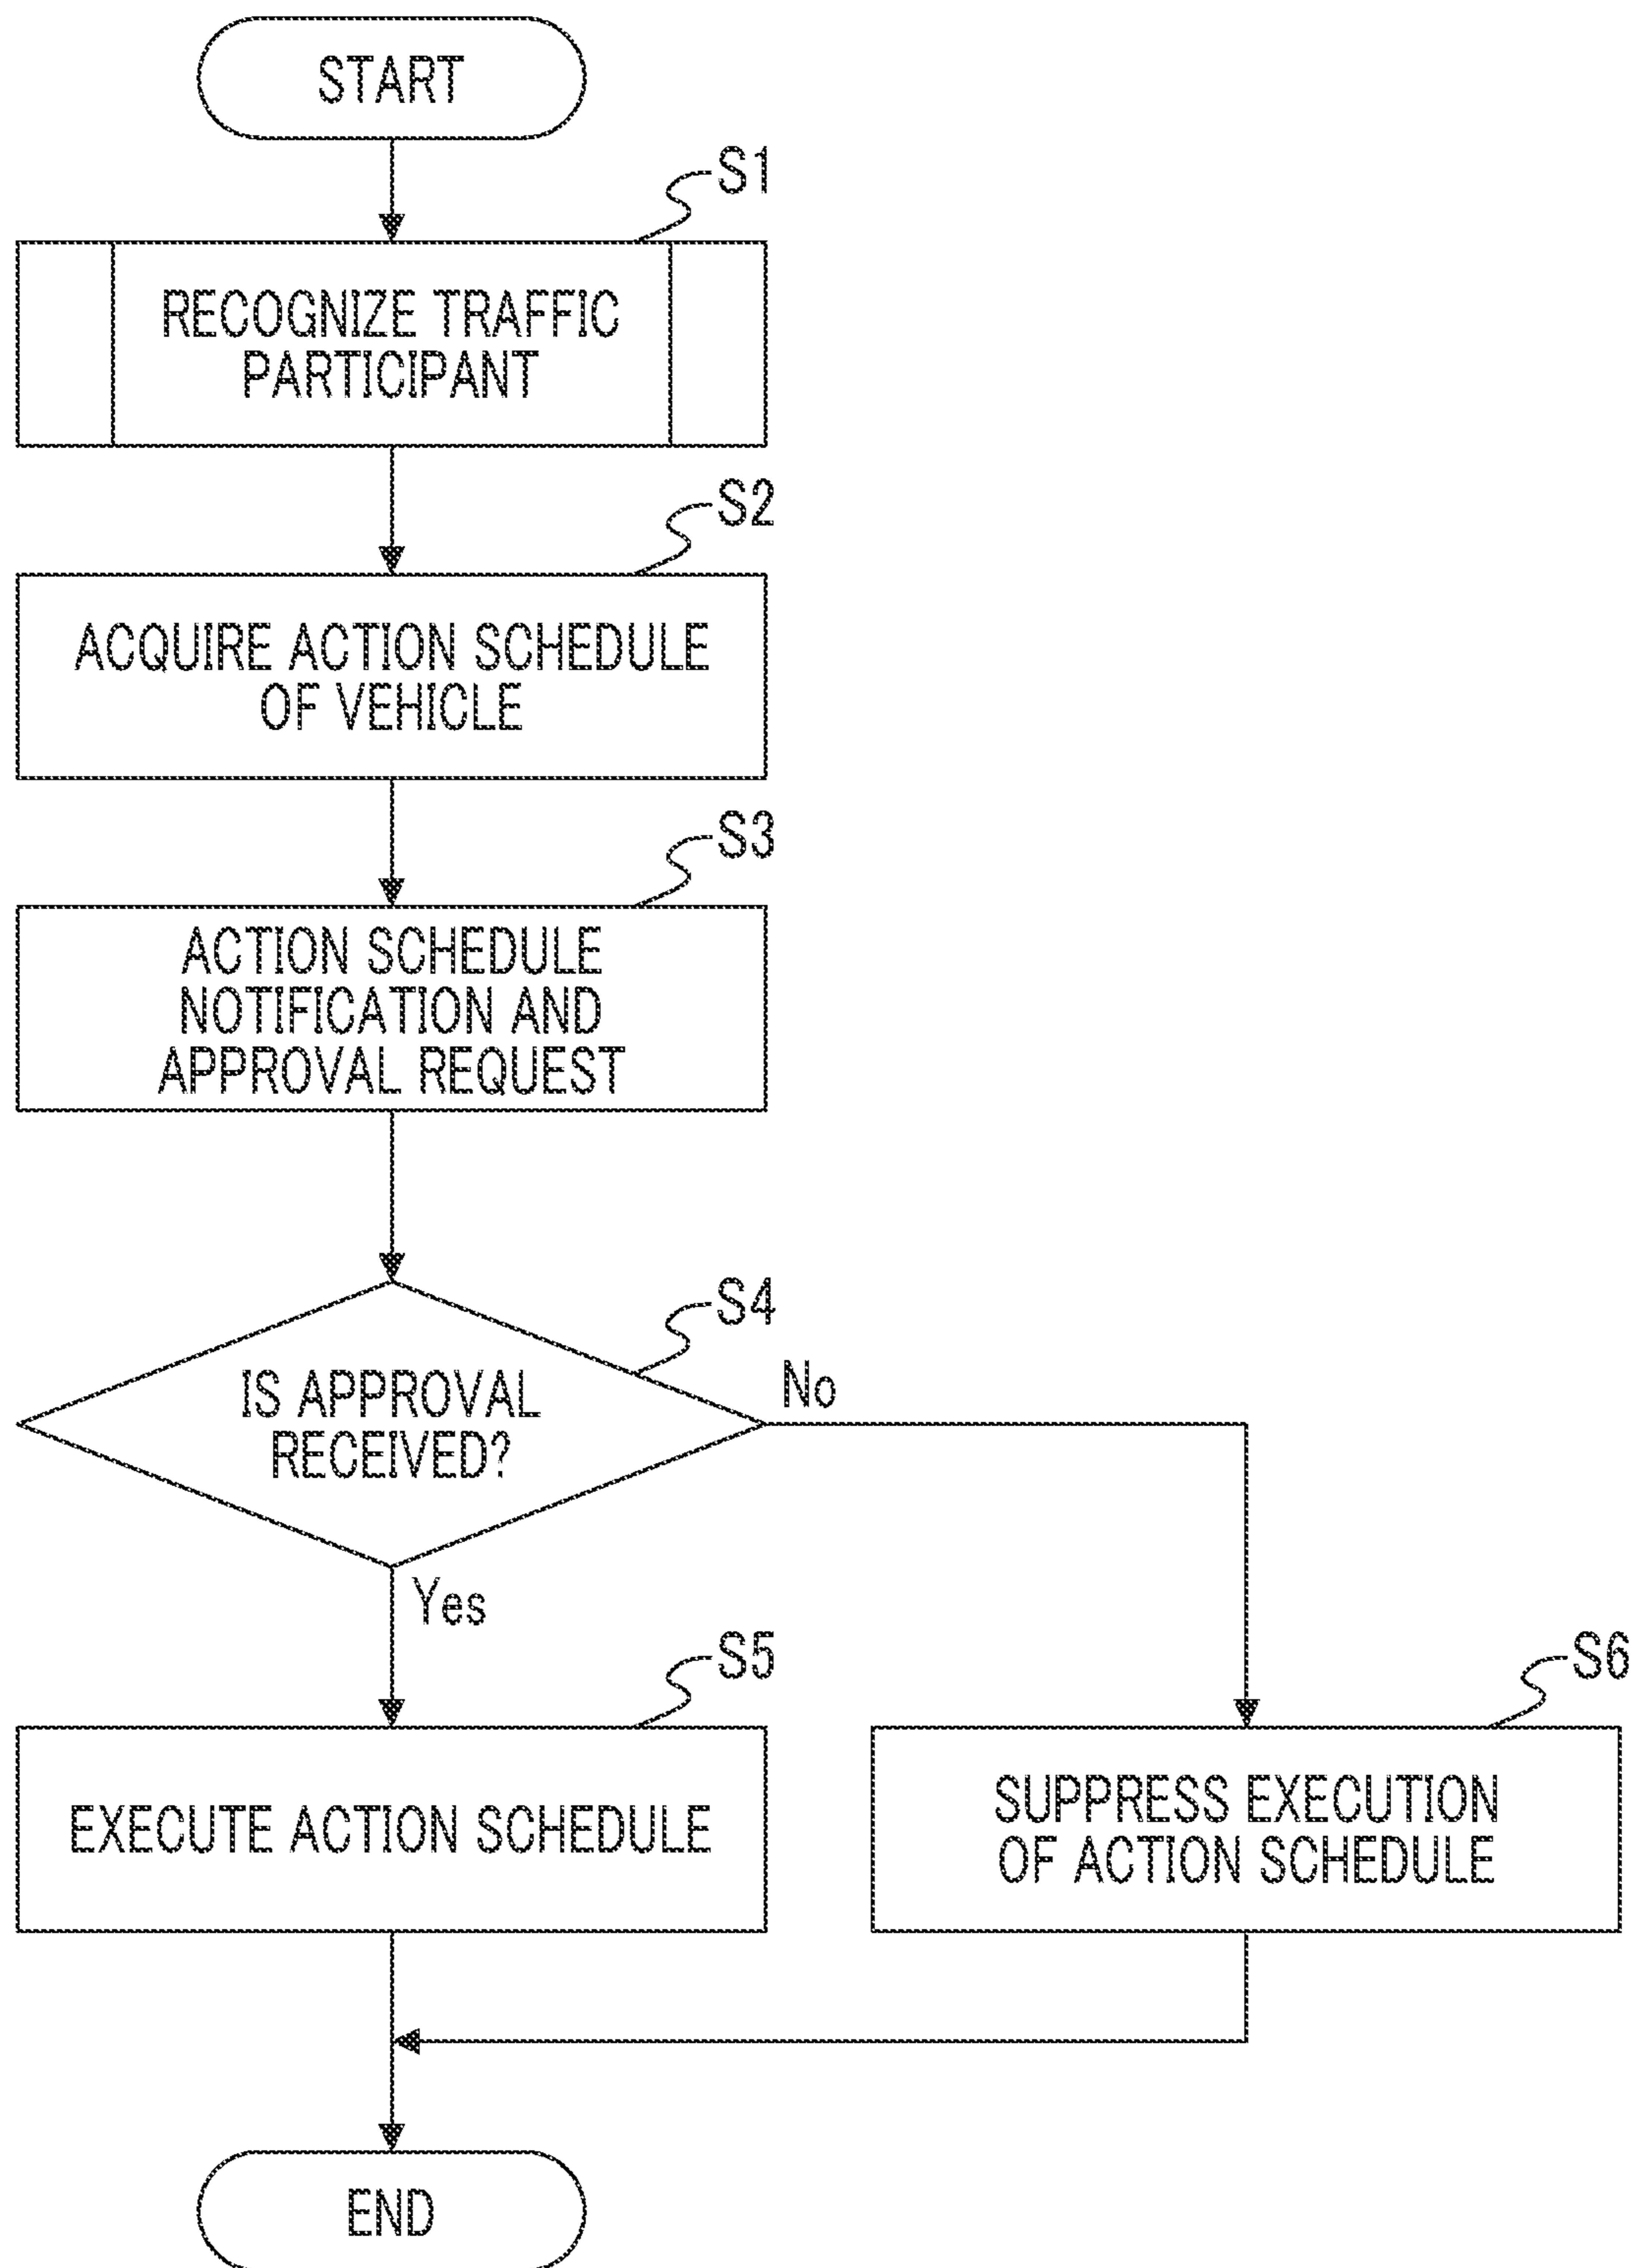 START
S1
RECOGNIZE TRAFFIC
PARTICIPANT
S2
ACQUIRE ACTION SCHEDULE
OF VEHICLE
S3
ACTION SCHEDULE
NOTIFICATION AND
APPROVAL REQUEST
S4
IS APPROVAL
RECEIVED?
No
Yes
S5
EXECUTE ACTION SCHEDULE
S6
SUPPRESS EXECUTION
OF ACTION SCHEDULE
END